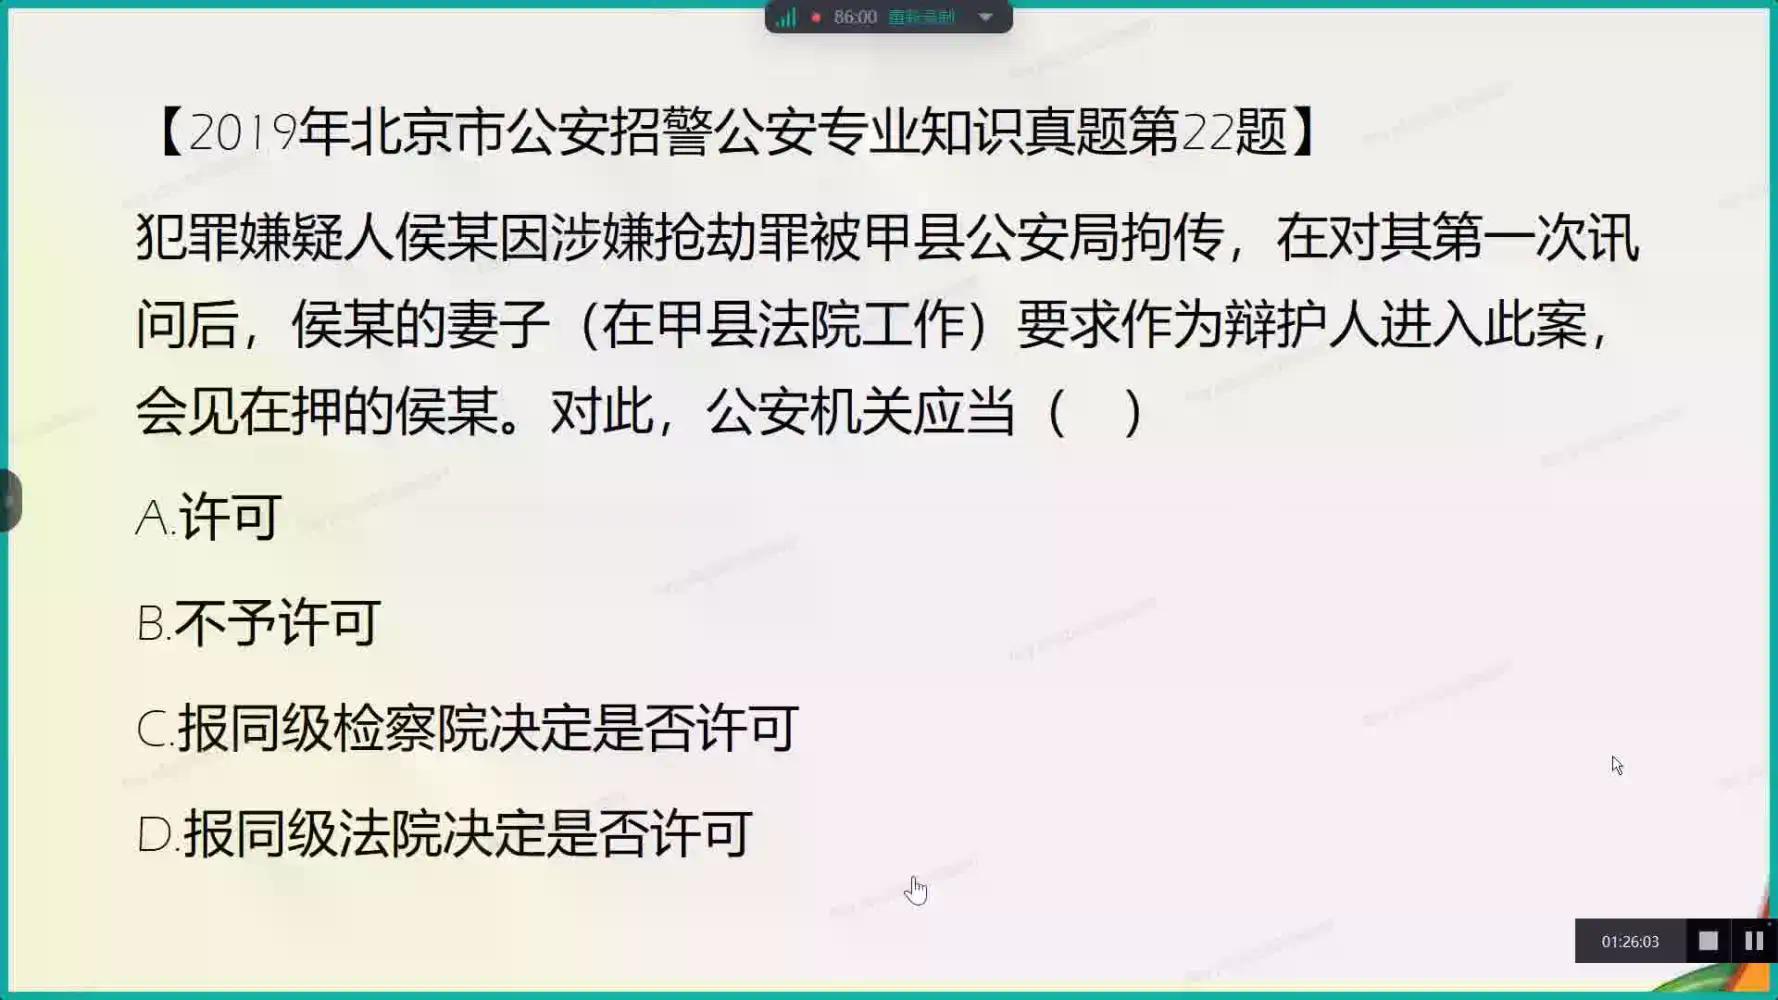 86:00 重新录制
【2019年北京市公安招警公安专业知识真题第22题】
犯罪嫌疑人侯某因涉嫌抢劫罪被甲县公安局拘传，在对其第一次讯
问后，侯某的妻子（在甲县法院工作）要求作为辩护人进入此案，
会见在押的侯某。对此，公安机关应当（ ）
A.许可
B.不予许可
C.报同级检察院决定是否许可
D.报同级法院决定是否许可
01:26:03